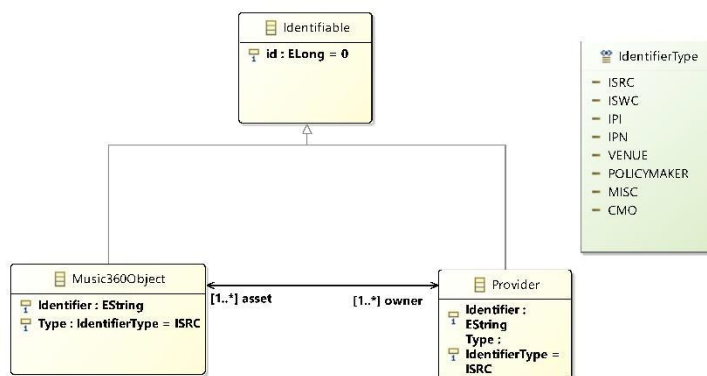 Identifiable
id : ELong = 0
IdentifierType
ISRC
ISWC
IPI
IPN
VENUE
POLICYMAKER
MISC
CMO
Music360Object
Identifier : EString
Type : IdentifierType = ISRC
[1..*] asset
[1..*] owner
Provider
Identifier :
EString
Type :
IdentifierType =
ISRC